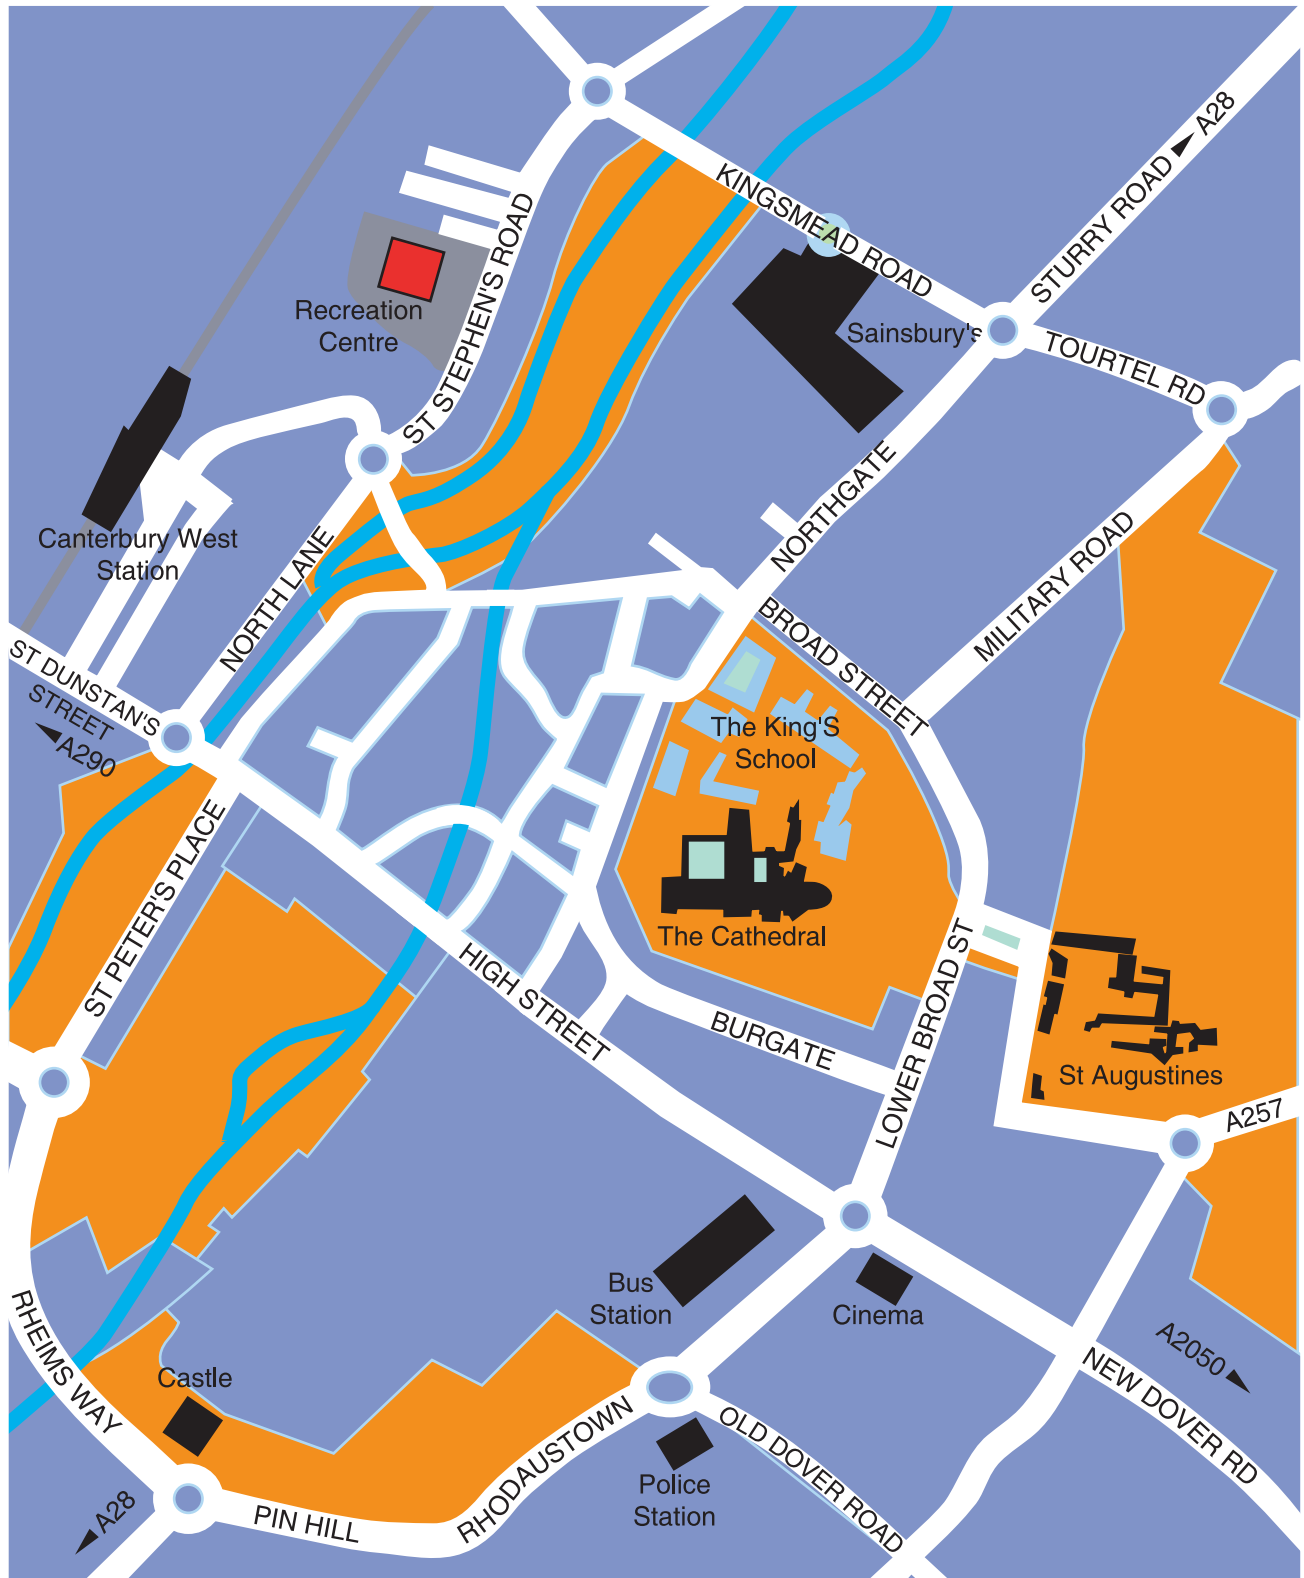 A28
STURRY ROAD
KINGSMEAD ROAD
ST STEPHEN'S ROAD
Recreation
Centre
Sainsbury's
TOURTEL RD
NORTHGATE
Canterbury West
Station
NORTH LANE
MILITARY ROAD
BROAD STREET
ST DUNSTAN'S
STREET
A290
The King'S
School
ST PETER'S PLACE
The Cathedral
HIGH STREET
LOWER BROAD ST
BURGATE
St Augustines
A257
Bus
Station
Cinema
RHEIMS WAY
A2050
Castle
NEW DOVER RD
RHODAUSTOWN
OLD DOVER ROAD
Police
Station
A28
PIN HILL